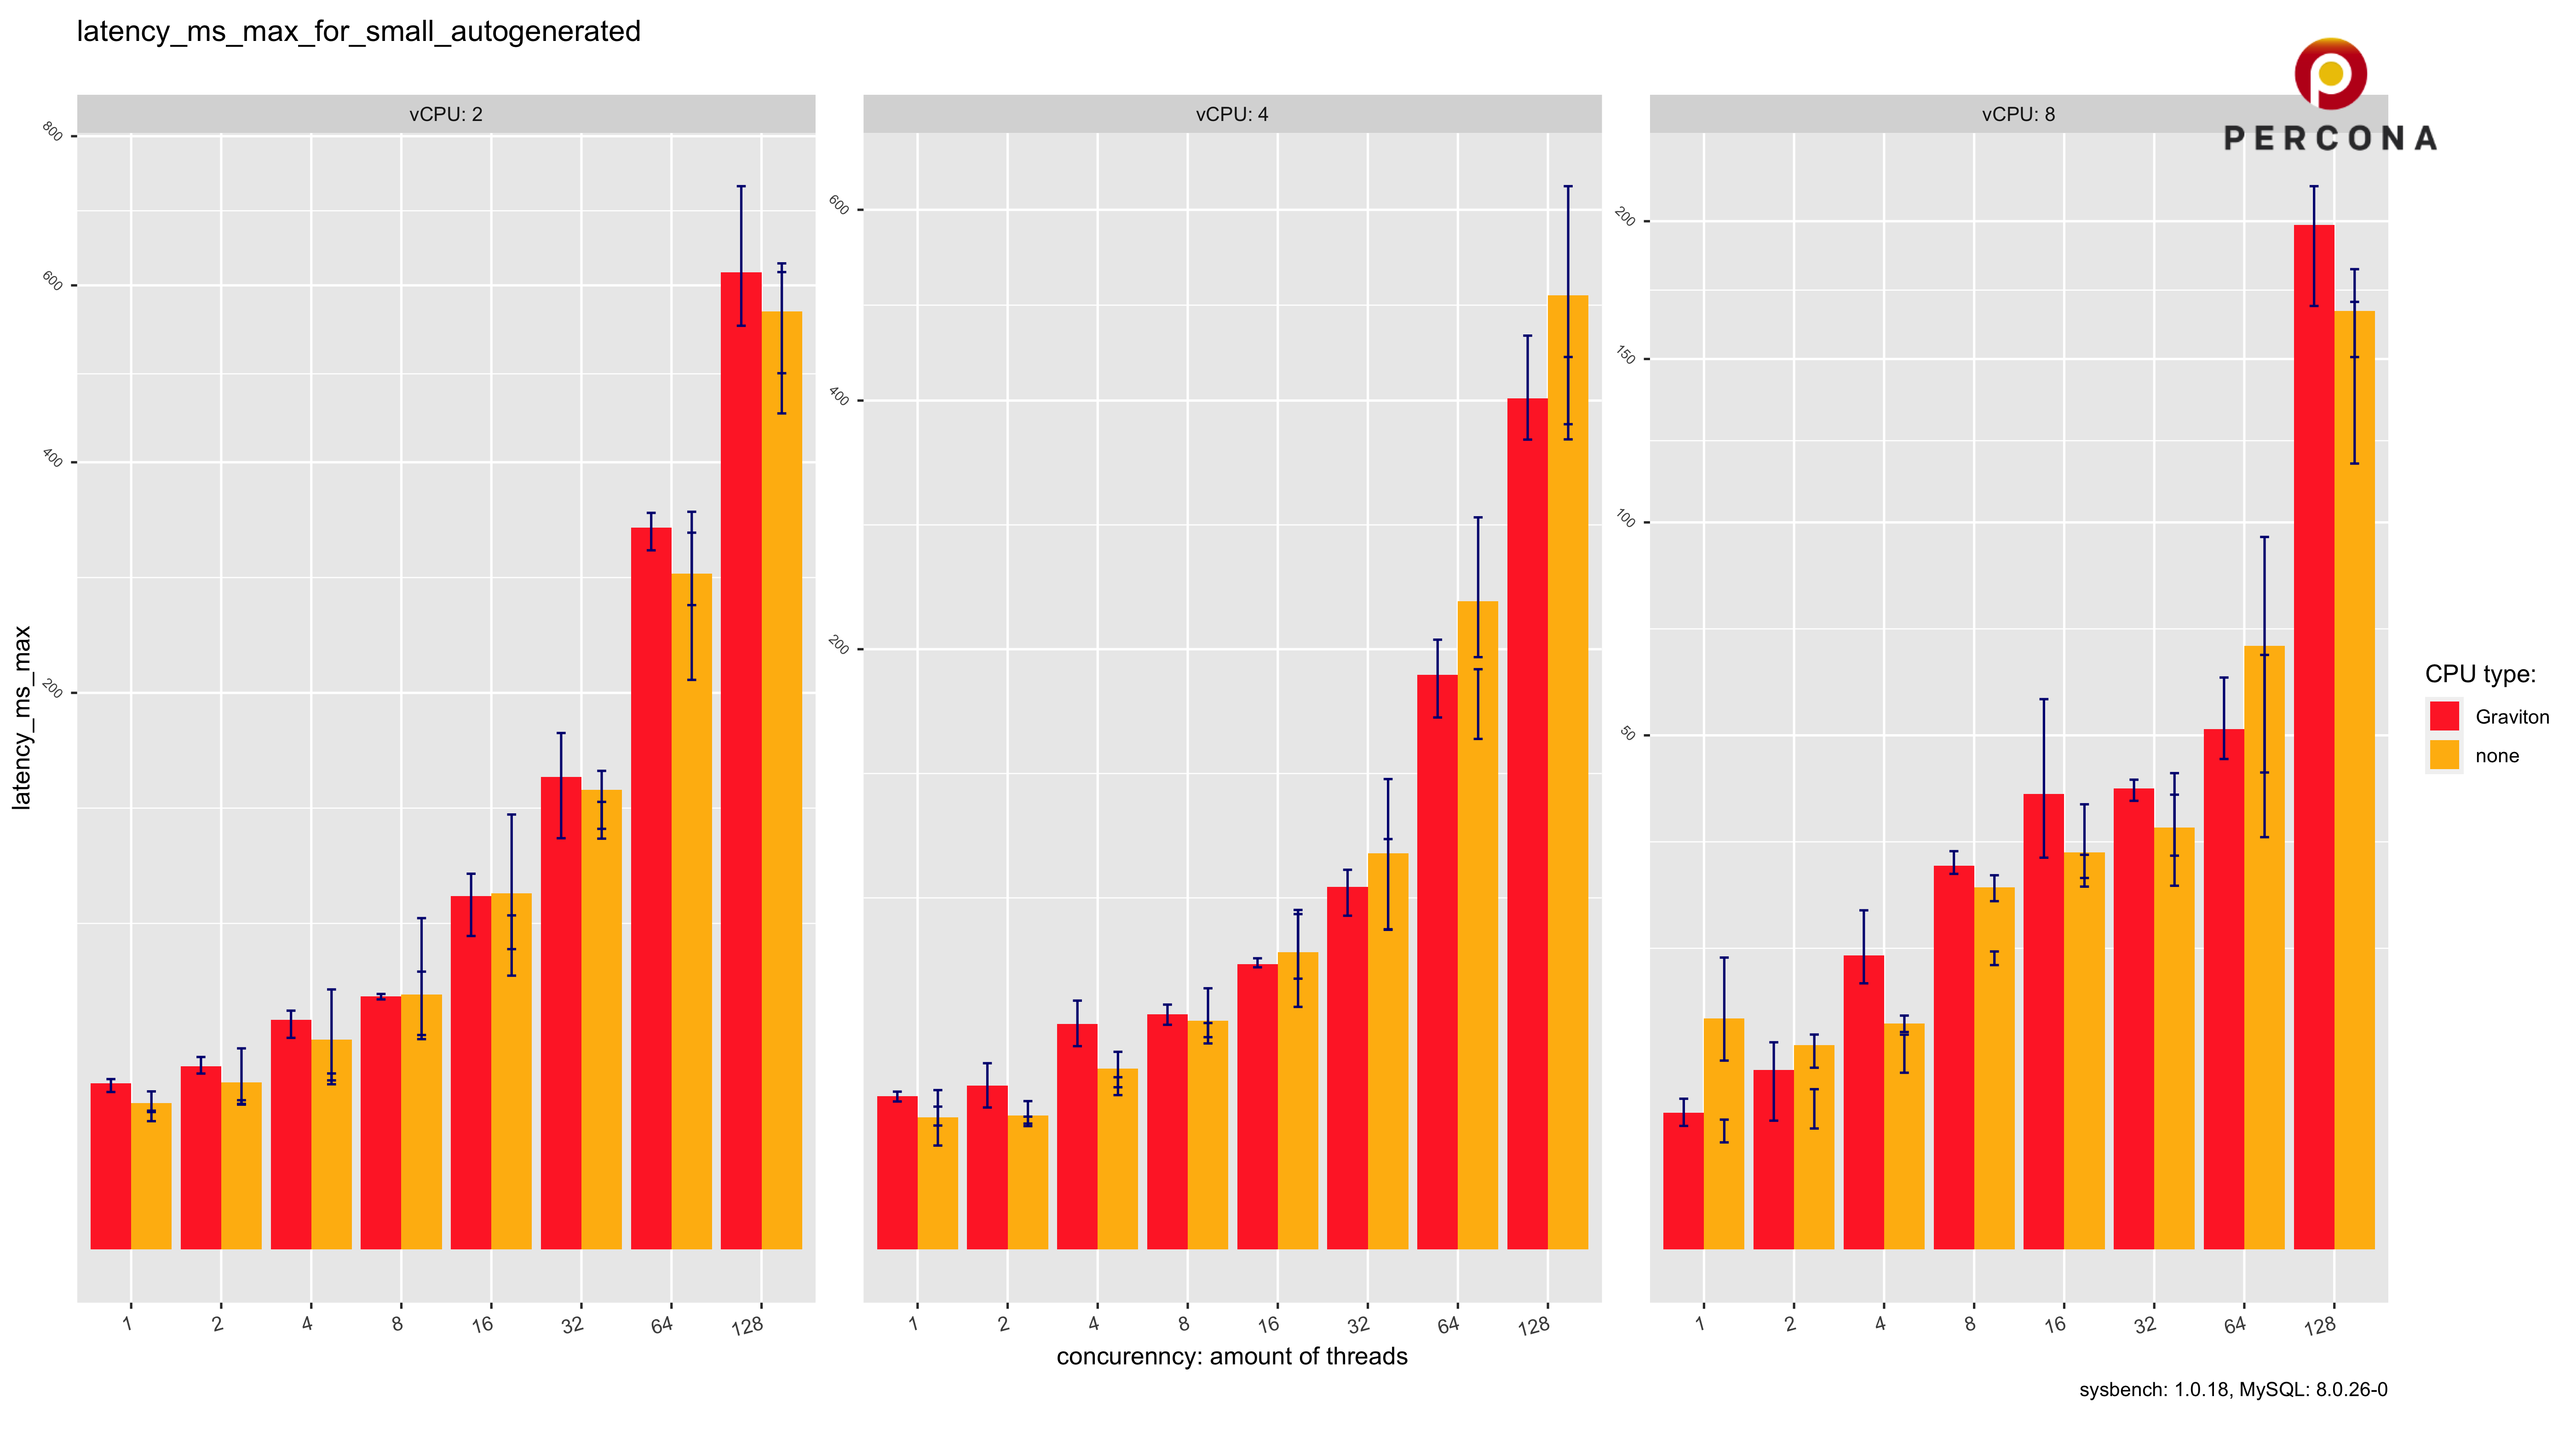 latency_ms_max_for_small_autogenerated
PERCONA
vCPU: 2
vCPU: 4
vCPU: 8
latency_ms_max
800
600
400
200
600
400
200
200
150
100
50
1 2 4 8 16 32 64 128
1 2 4 8 16 32 64 128
1 2 4 8 16 32 64 128
concurenncy: amount of threads
CPU type:
Graviton
none
sysbench: 1.0.18, MySQL: 8.0.26-0